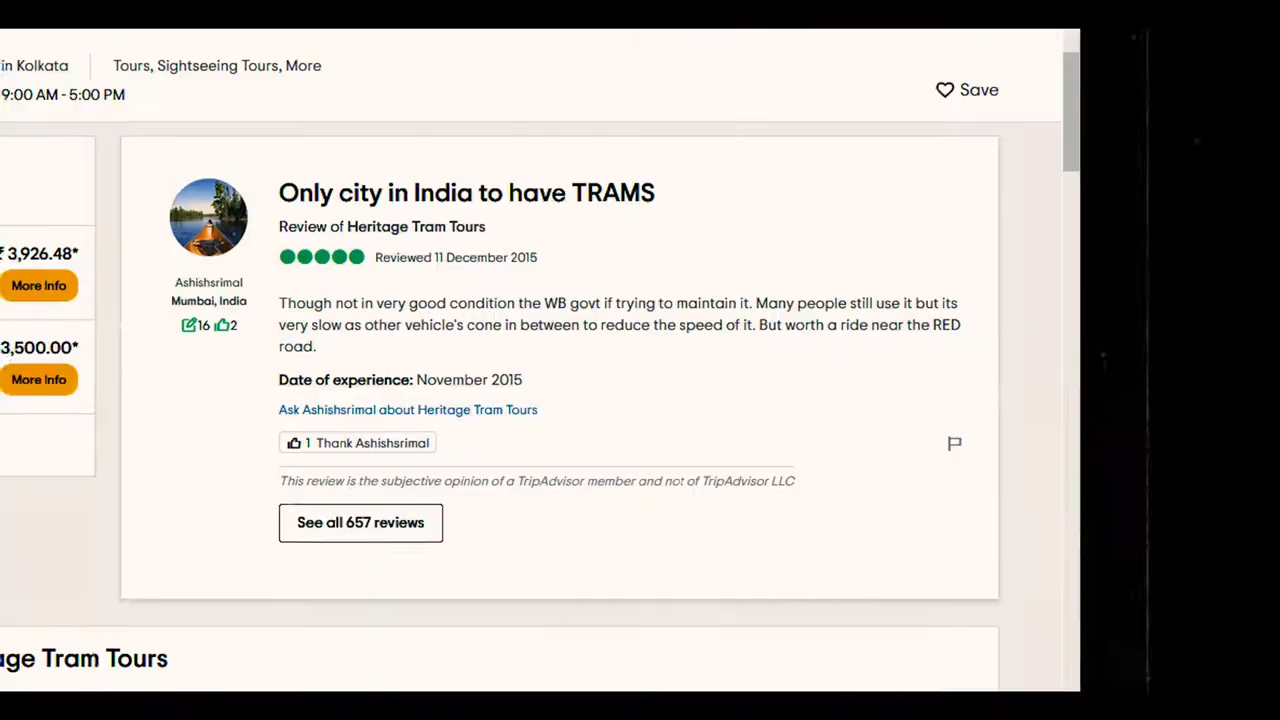 in Kolkata
Tours, Sightseeing Tours, More
9:00 AM - 5:00 PM
Save
₹ 3,926.48*
More Info
3,500.00*
More Info
Ashishsrimal
Mumbai, India
16 2
Only city in India to have TRAMS
Review of Heritage Tram Tours
Reviewed 11 December 2015
Though not in very good condition the WB govt if trying to maintain it. Many people still use it but its
very slow as other vehicle's cone in between to reduce the speed of it. But worth a ride near the RED
road.
Date of experience: November 2015
Ask Ashishsrimal about Heritage Tram Tours
1 Thank Ashishsrimal
This review is the subjective opinion of a TripAdvisor member and not of TripAdvisor LLC
See all 657 reviews
age Tram Tours